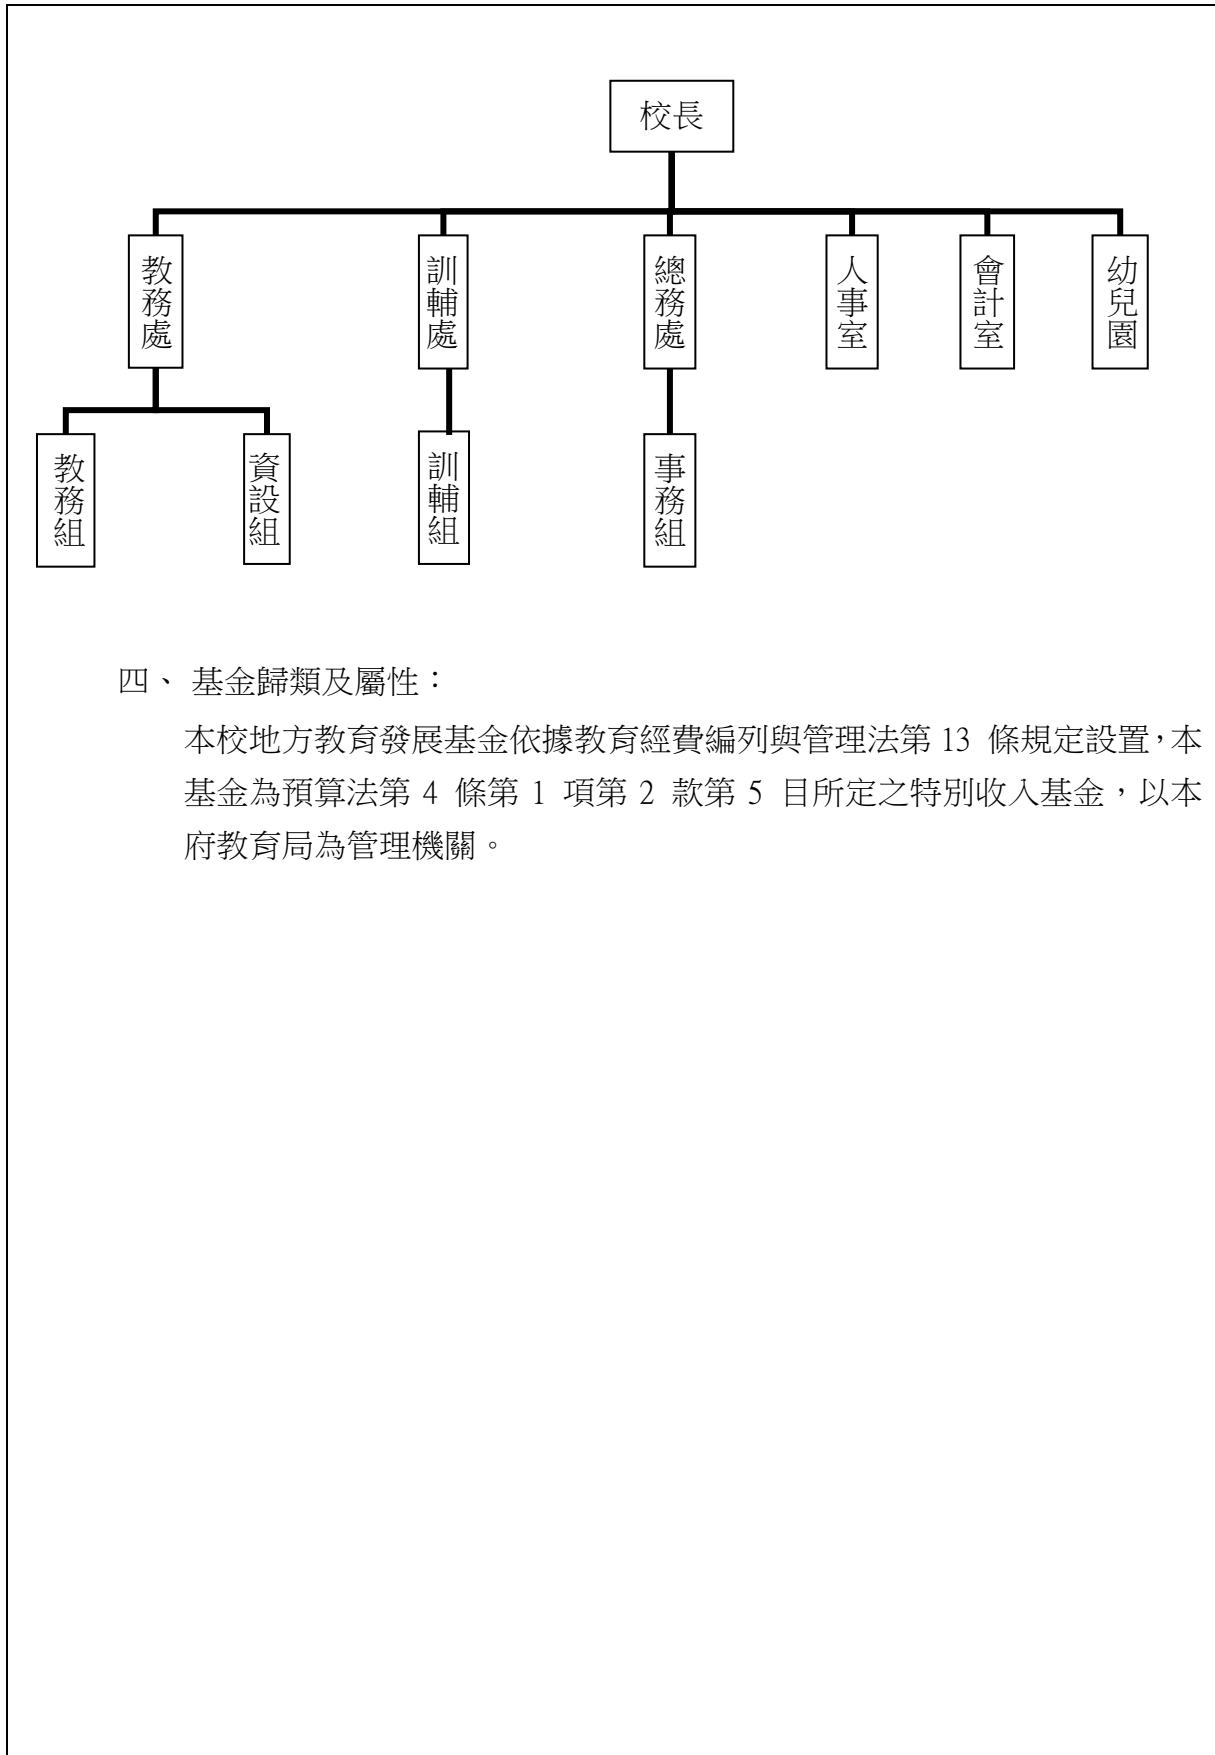 校長
教務處
訓輔處
總務處
人事室
會計室
幼兒園
教務組
資設組
訓輔組
事務組
四、 基金歸類及屬性：
本校地方教育發展基金依據教育經費編列與管理法第 13 條規定設置，本
基金為預算法第 4 條第 1 項第 2 款第 5 目所定之特別收入基金，以本
府教育局為管理機關。